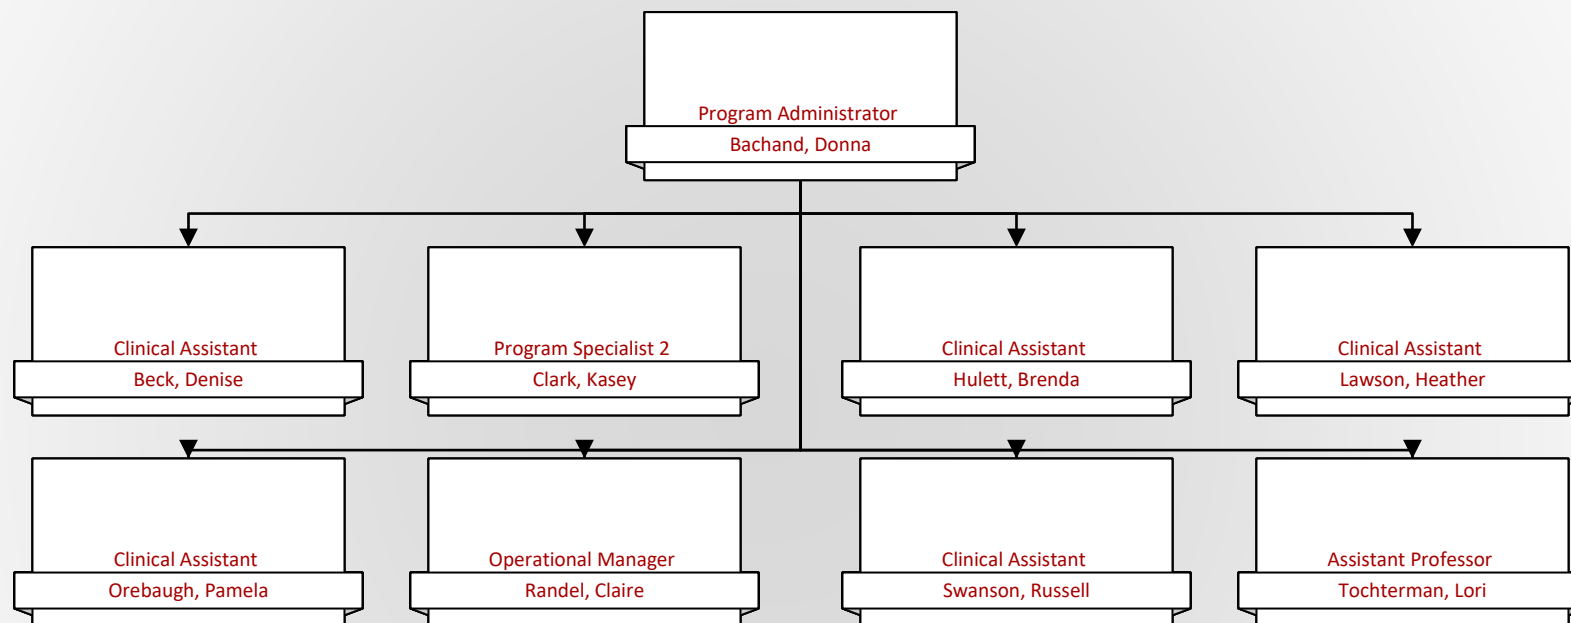 Program Administrator
Bachand, Donna
Clinical Assistant
Beck, Denise
Program Specialist 2
Clark, Kasey
Clinical Assistant
Hulett, Brenda
Clinical Assistant
Lawson, Heather
Clinical Assistant
Orebaugh, Pamela
Operational Manager
Randel, Claire
Clinical Assistant
Swanson, Russell
Assistant Professor
Tochterman, Lori